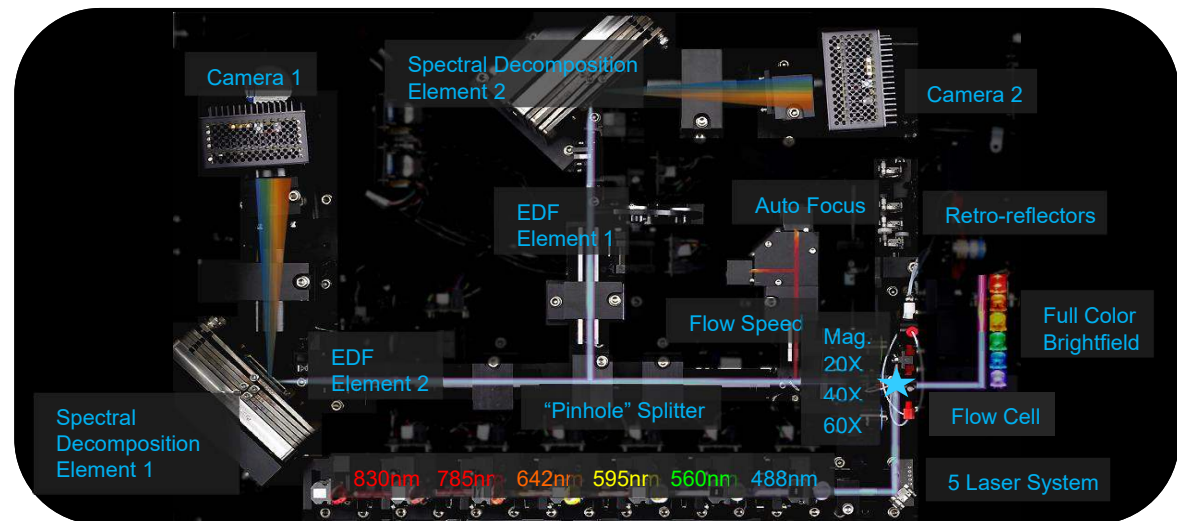 Camera 1
Spectral Decomposition
Element 2
Camera 2
EDF
Element 1
Auto Focus
Retro-reflectors
Flow Speed
Mag.
20X
40X
60X
Full Color
Brightfield
EDF
Element 2
"Pinhole" Splitter
Flow Cell
Spectral
Decomposition
Element 1
830nm 785nm 642nm 595nm 560nm 488nm
5 Laser System